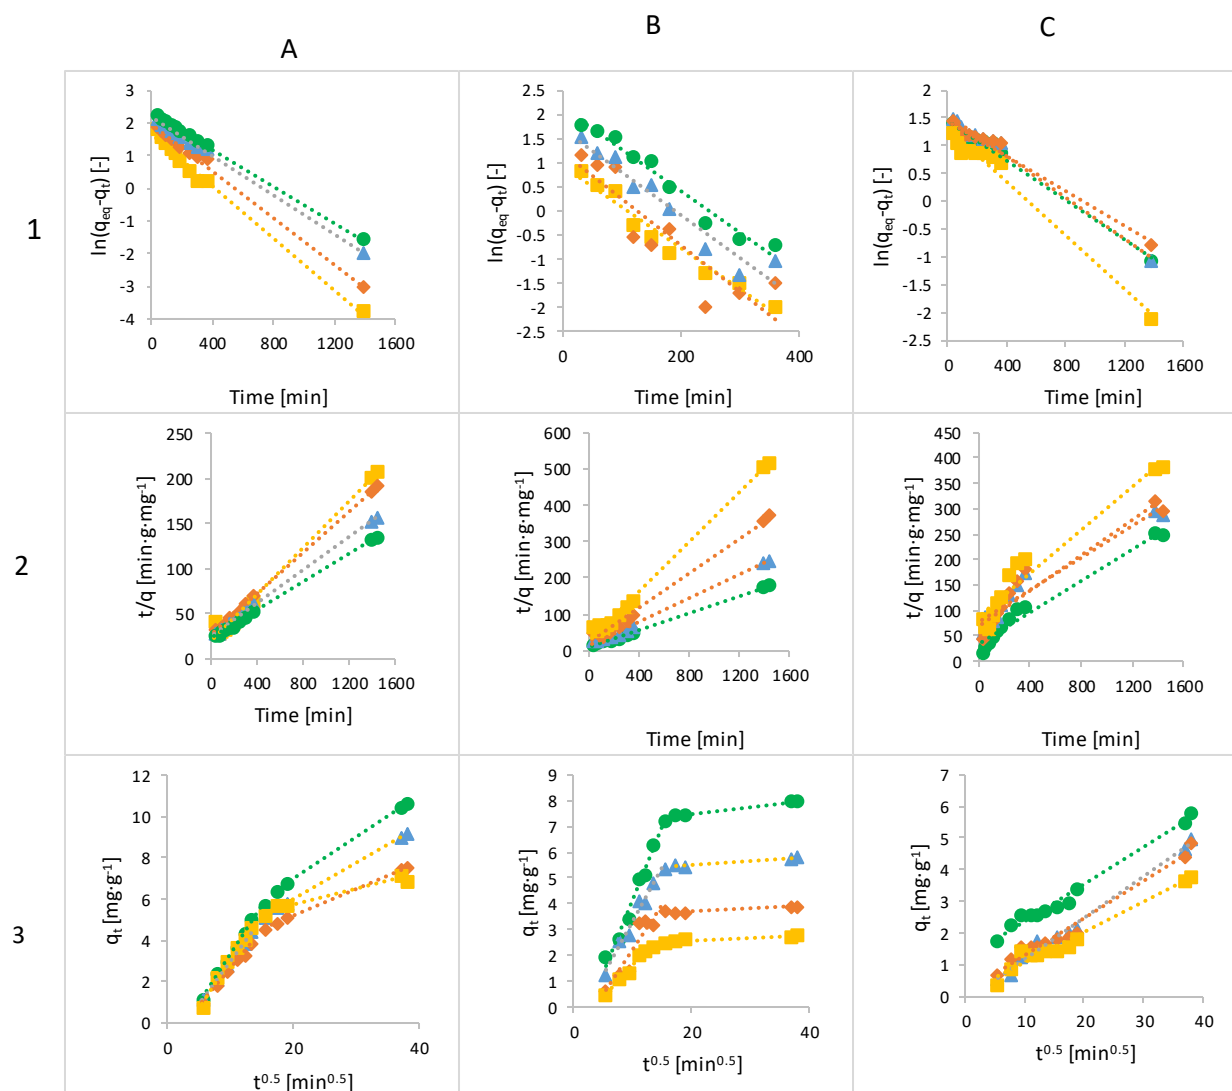 A
B
C
1
2
3
ln(q_eq-q_t) [-]
3
2
1
0
-1
-2
-3
-4
0 400 800 1200 1600
Time [min]
ln(q_eq-q_t) [-]
2.5
2
1.5
1
0.5
0
-0.5
-1
-1.5
-2
-2.5
0 200 400
Time [min]
ln(q_eq-q_t) [-]
2
1.5
1
0.5
0
-0.5
-1
-1.5
-2
-2.5
0 400 800 1200 1600
Time [min]
t/q [min·g·mg⁻¹]
250
200
150
100
50
0
0 400 800 1200 1600
Time [min]
t/q [min·g·mg⁻¹]
600
500
400
300
200
100
0
0 400 800 1200 1600
Time [min]
t/q [min·g·mg⁻¹]
450
400
350
300
250
200
150
100
50
0
0 400 800 1200 1600
Time [min]
q_t [mg·g⁻¹]
12
10
8
6
4
2
0
0 20 40
t⁰·⁵ [min⁰·⁵]
q_t [mg·g⁻¹]
9
8
7
6
5
4
3
2
1
0
0 20 40
t⁰·⁵ [min⁰·⁵]
q_t [mg·g⁻¹]
7
6
5
4
3
2
1
0
0 10 20 30 40
t⁰·⁵ [min⁰·⁵]